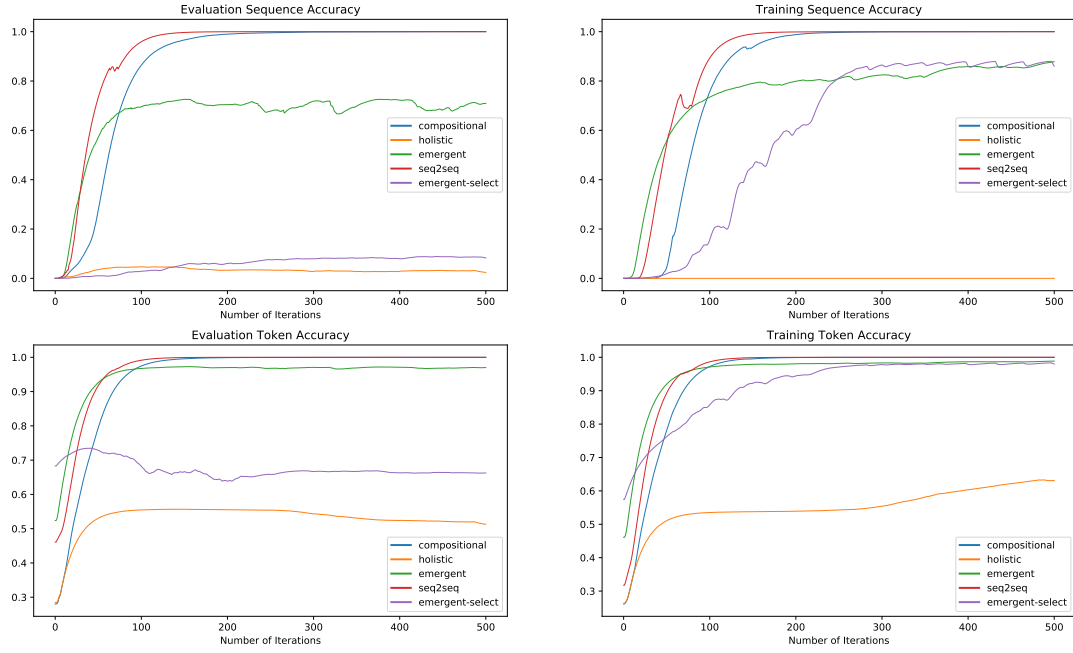 Evaluation Sequence Accuracy
1.0
0.8
0.6
0.4
0.2
0.0
compositional
holistic
emergent
seq2seq
emergent-select
0
100
200
300
400
500
Number of Iterations
Training Sequence Accuracy
1.0
0.8
0.6
0.4
0.2
0.0
compositional
holistic
emergent
seq2seq
emergent-select
0
100
200
300
400
500
Number of Iterations
Evaluation Token Accuracy
1.0
0.9
0.8
0.7
0.6
0.5
0.4
0.3
compositional
holistic
emergent
seq2seq
emergent-select
0
100
200
300
400
500
Number of Iterations
Training Token Accuracy
1.0
0.9
0.8
0.7
0.6
0.5
0.4
0.3
compositional
holistic
emergent
seq2seq
emergent-select
0
100
200
300
400
500
Number of Iterations